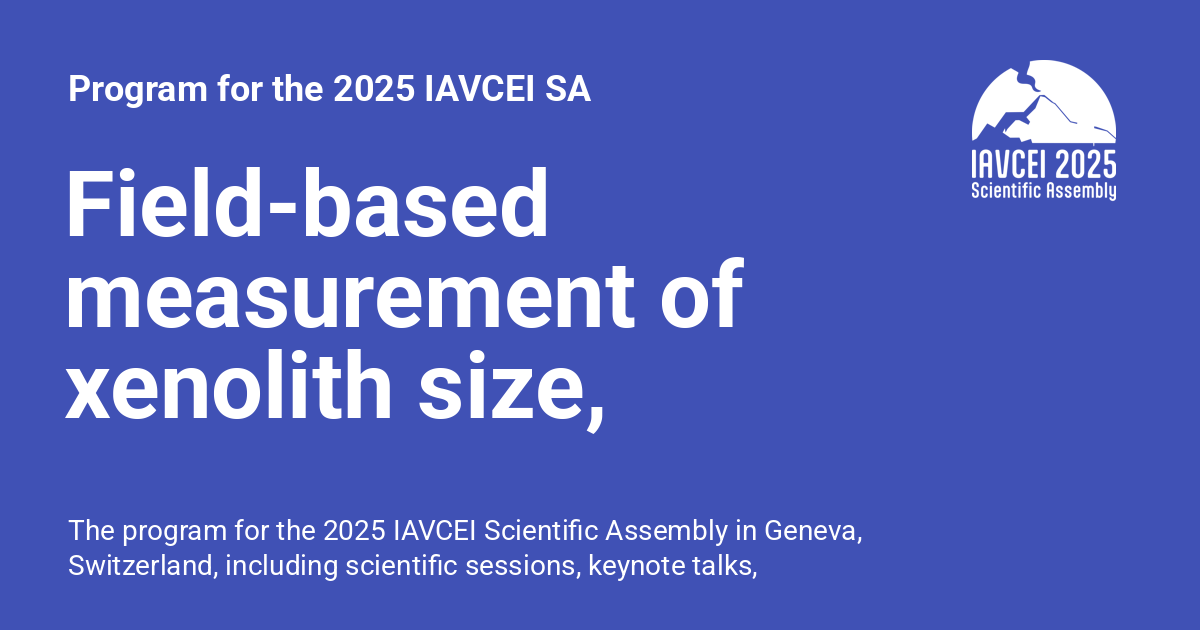 Program for the 2025 IAVCEI SA
IAVCEI 2025
Scientific Assembly
Field-based
measurement of
xenolith size,
The program for the 2025 IAVCEI Scientific Assembly in Geneva,
Switzerland, including scientific sessions, keynote talks,